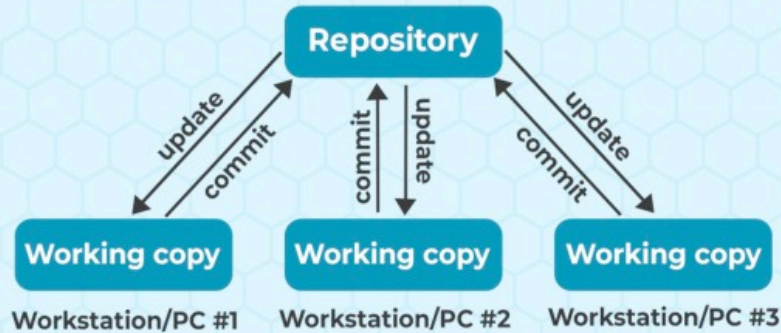 Repository
update
commit
commit
update
commit
update
Working copy
Working copy
Working copy
Workstation/PC #1
Workstation/PC #2
Workstation/PC #3